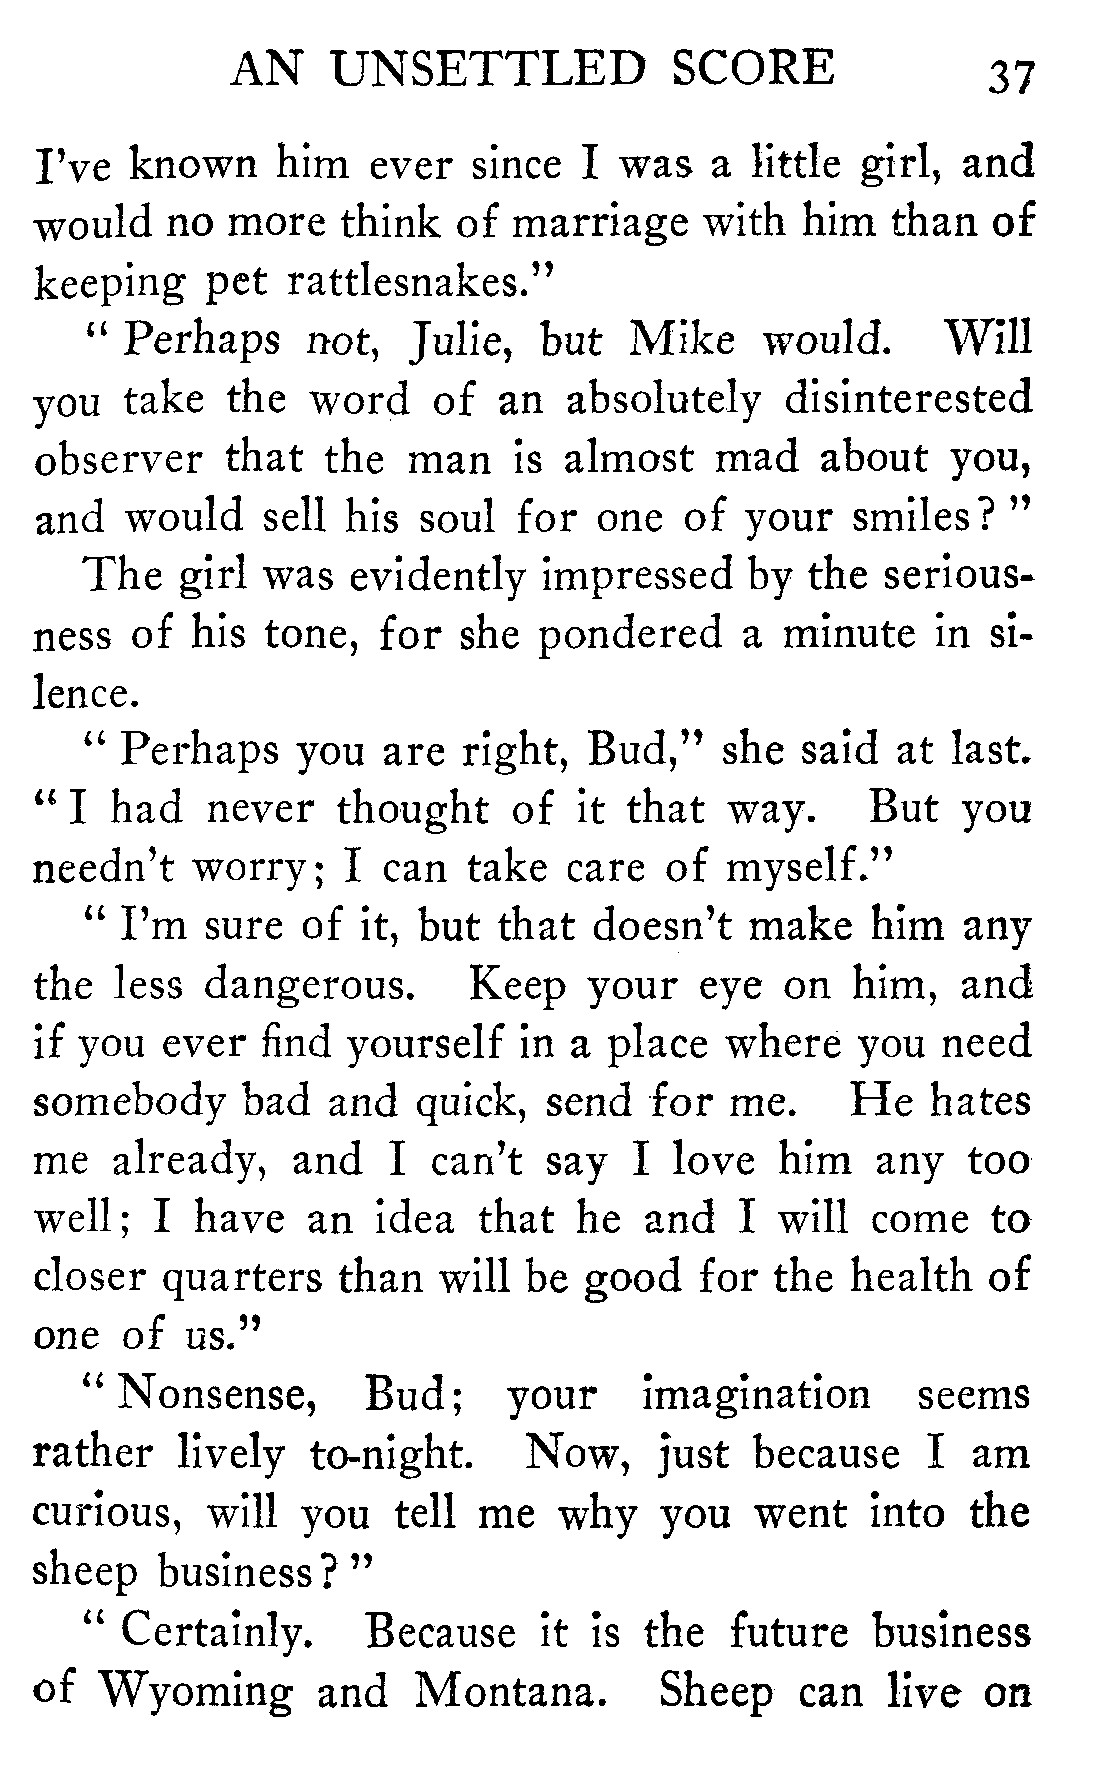 AN UNSETTLED SCORE 37
I've known him ever since I was a little girl, and
would no more think of marriage with him than of
keeping pet rattlesnakes."
" Perhaps not, Julie, but Mike would. Will
you take the word of an absolutely disinterested
observer that the man is almost mad about you,
and would sell his soul for one of your smiles? "
The girl was evidently impressed by the serious-
ness of his tone, for she pondered a minute in si-
lence.
" Perhaps you are right, Bud," she said at last.
" I had never thought of it that way. But you
needn't worry; I can take care of myself."
" I'm sure of it, but that doesn't make him any
the less dangerous. Keep your eye on him, and
if you ever find yourself in a place where you need
somebody bad and quick, send for me. He hates
me already, and I can't say I love him any too
well; I have an idea that he and I will come to
closer quarters than will be good for the health of
one of us."
" Nonsense, Bud; your imagination seems
rather lively to-night. Now, just because I am
curious, will you tell me why you went into the
sheep business? "
" Certainly. Because it is the future business
of Wyoming and Montana. Sheep can live on